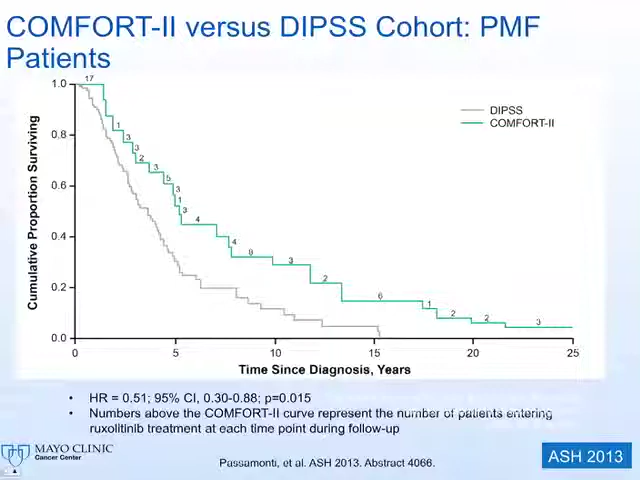 COMFORT-II versus DIPSS Cohort: PMF
Patients
Cumulative Proportion Surviving
1.0
0.8
0.6
0.4
0.2
0.0
17
1
3
3
2
3
5
3
1
3
4
4
8
3
2
6
1
2
2
3
DIPSS
COMFORT-II
0
5
10
15
20
25
Time Since Diagnosis, Years
• HR = 0.51; 95% CI, 0.30-0.88; p=0.015
• Numbers above the COMFORT-II curve represent the number of patients entering
ruxolitinib treatment at each time point during follow-up
MAYO CLINIC
Cancer Center
Passamonti, et al. ASH 2013. Abstract 4066.
ASH 2013